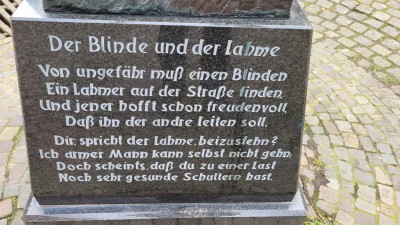 Der Blinde und der Lahme
Von ungefähr muß einen Blinden
Ein Lahmer auf der Straße finden,
Und jener hofft schon freudenvoll,
Daß ihn der andre leiten soll.
Dir, spricht der Lahme, beizustehn?
Ich armer Mann kann selbst nicht gehn,
Doch scheints, daß du zu einer Last
Noch sehr gesunde Schultern hast.